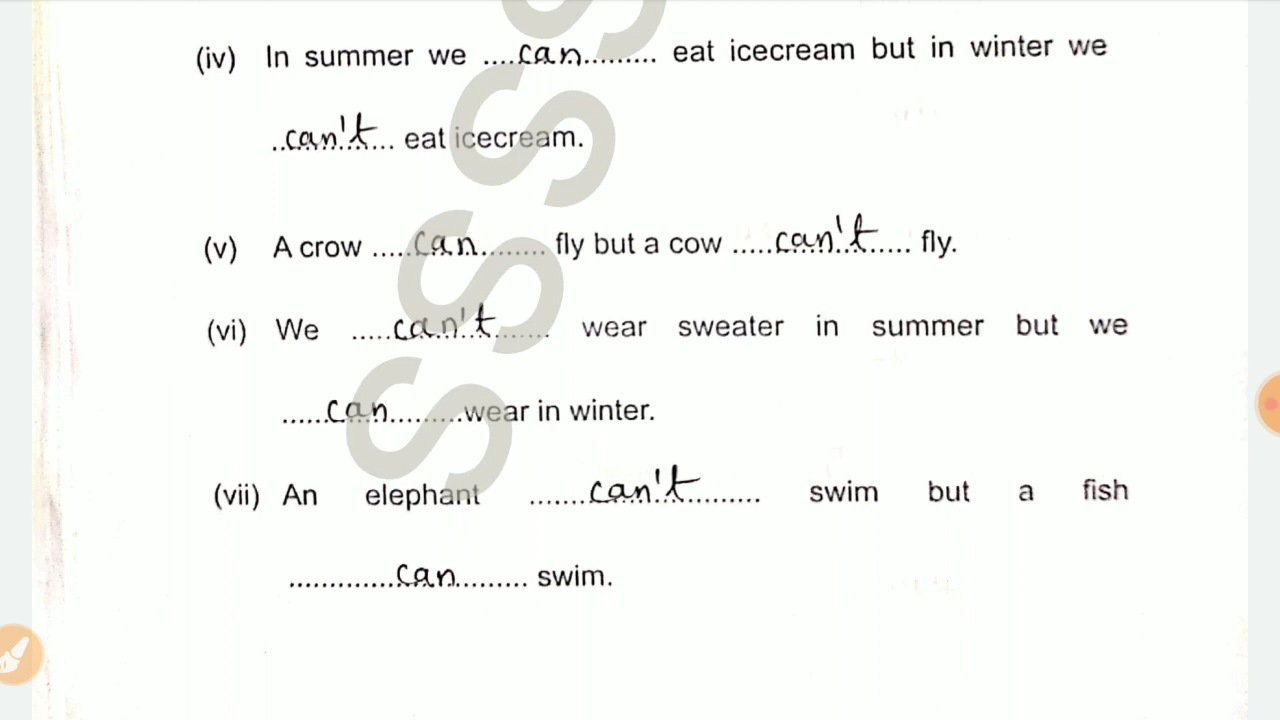 (iv) In summer we ....can......... eat icecream but in winter we
..can't... eat icecream.
(v) A crow .....can........ fly but a cow .....can't...... fly.
(vi) We .....can't....... wear sweater in summer but we
......can.........wear in winter.
(vii) An elephant .......can't.......... swim but a fish
.............can......... swim.
SSSS